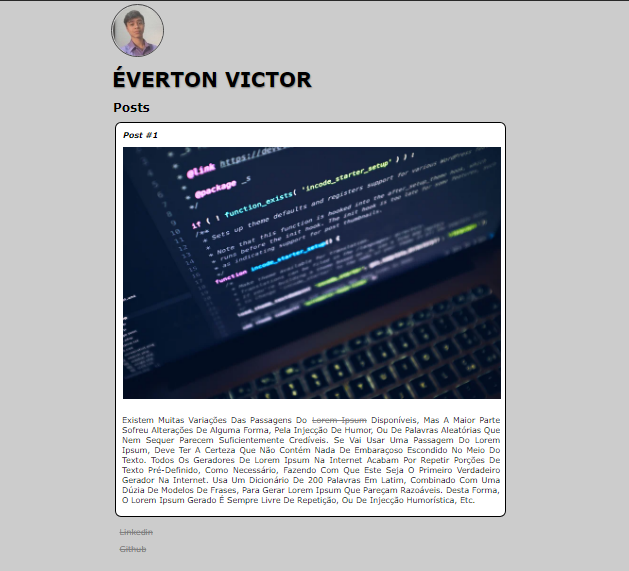 ÉVERTON VICTOR
Posts
Post #1
@link https://
@package _s
*/
if ( ! function_exists( 'incode_starter_setup' ) ) :
/**
* Sets up theme defaults and registers support for various WordPress
* Note that this function is hooked into the after_setup_theme hook, which
* runs before the init hook. The init hook is too late for some features, such
* as indicating support for post thumbnails.
*/
function incode_starter_setup() {
Existem Muitas Variações Das Passagens Do Lorem Ipsum Disponíveis, Mas A Maior Parte
Sofreu Alterações De Alguma Forma, Pela Injecção De Humor, Ou De Palavras Aleatórias Que
Nem Sequer Parecem Suficientemente Credíveis. Se Vai Usar Uma Passagem Do Lorem
Ipsum, Deve Ter A Certeza Que Não Contém Nada De Embaraçoso Escondido No Meio Do
Texto. Todos Os Geradores De Lorem Ipsum Na Internet Acabam Por Repetir Porções De
Texto Pré-Definido, Como Necessário, Fazendo Com Que Este Seja O Primeiro Verdadeiro
Gerador Na Internet. Usa Um Dicionário De 200 Palavras Em Latim, Combinado Com Uma
Dúzia De Modelos De Frases, Para Gerar Lorem Ipsum Que Pareçam Razoáveis. Desta Forma,
O Lorem Ipsum Gerado É Sempre Livre De Repetição, Ou De Injecção Humorística, Etc.
Linkedin
Github